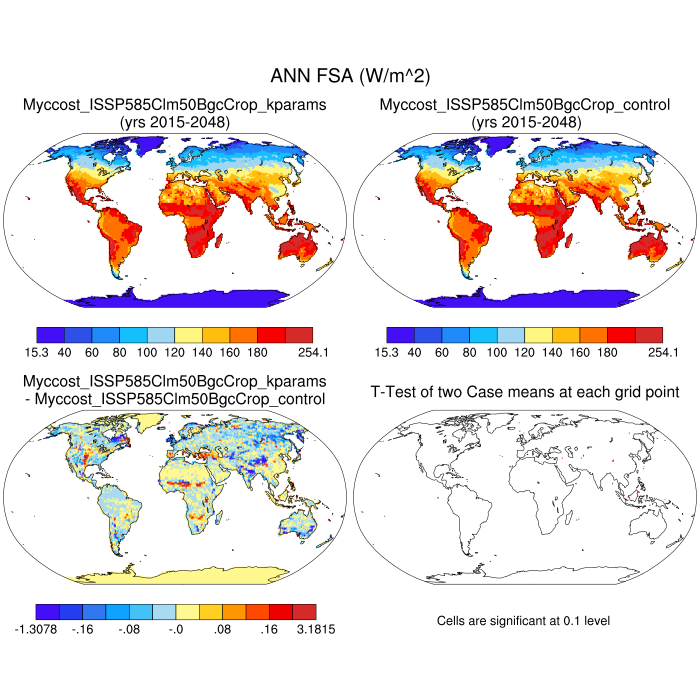 ANN FSA (W/m^2)
Myccost_ISSP585Clm50BgcCrop_kparams
(yrs 2015-2048)
Myccost_ISSP585Clm50BgcCrop_control
(yrs 2015-2048)
15.3 40 60 80 100 120 140 160 180 254.1
15.3 40 60 80 100 120 140 160 180 254.1
Myccost_ISSP585Clm50BgcCrop_kparams
- Myccost_ISSP585Clm50BgcCrop_control
T-Test of two Case means at each grid point
-1.3078 -.16 -.08 -.0 .08 .16 3.1815
Cells are significant at 0.1 level